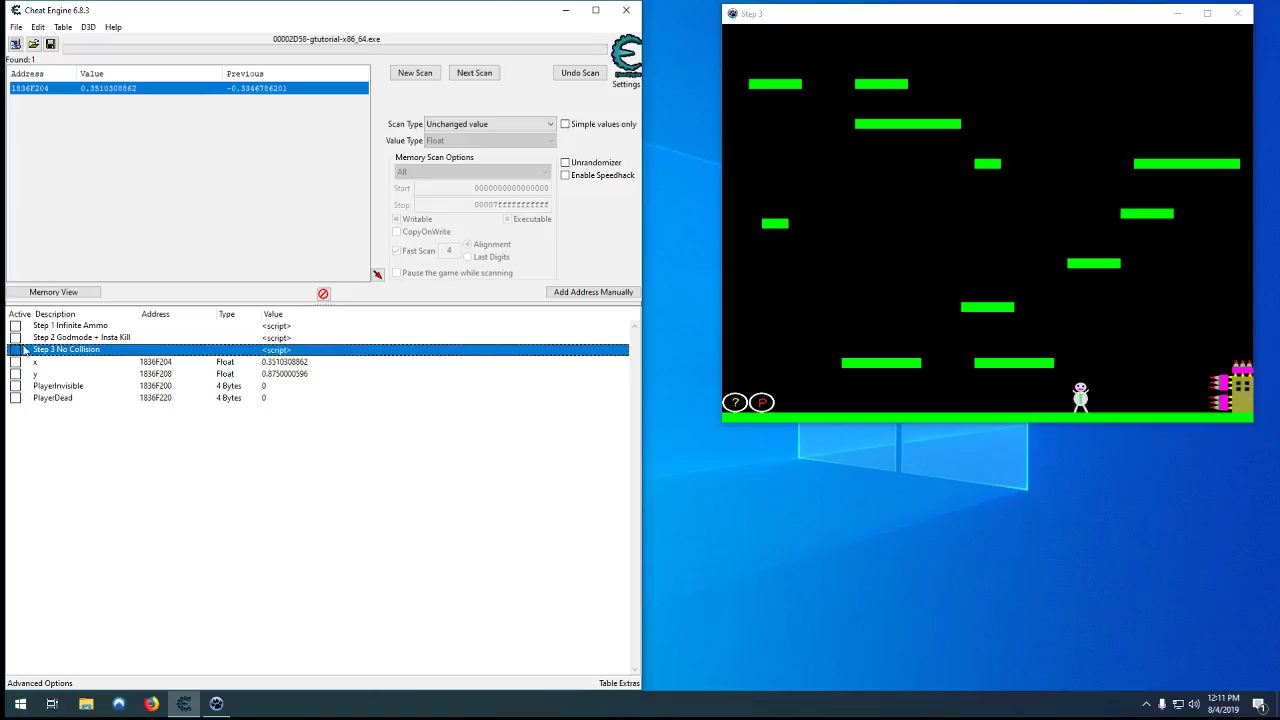 Cheat Engine 6.8.3
File Edit Table D3D Help
00002D58-gtutorial-x86_64.exe
Found: 1
Address Value Previous
1836F204 0.3510308862 -0.3346786201
New Scan Next Scan Undo Scan
Settings
Scan Type Unchanged value Simple values only
Value Type Float
Memory Scan Options
All
Unrandomizer
Enable Speedhack
Start 0000000000000000
Stop 00007fffffffffff
Writable Executable
CopyOnWrite
Fast Scan 4 Alignment
Last Digits
Pause the game while scanning
Memory View Add Address Manually
Active Description Address Type Value
Step 1 Infinite Ammo <script>
Step 2 Godmode + Insta Kill <script>
Step 3 No Collision <script>
x 1836F204 Float 0.3510308862
y 1836F208 Float 0.8750000596
PlayerInvisible 1836F200 4 Bytes 0
PlayerDead 1836F220 4 Bytes 0
Advanced Options Table Extras
Step 3
? P
12:11 PM
8/4/2019
1